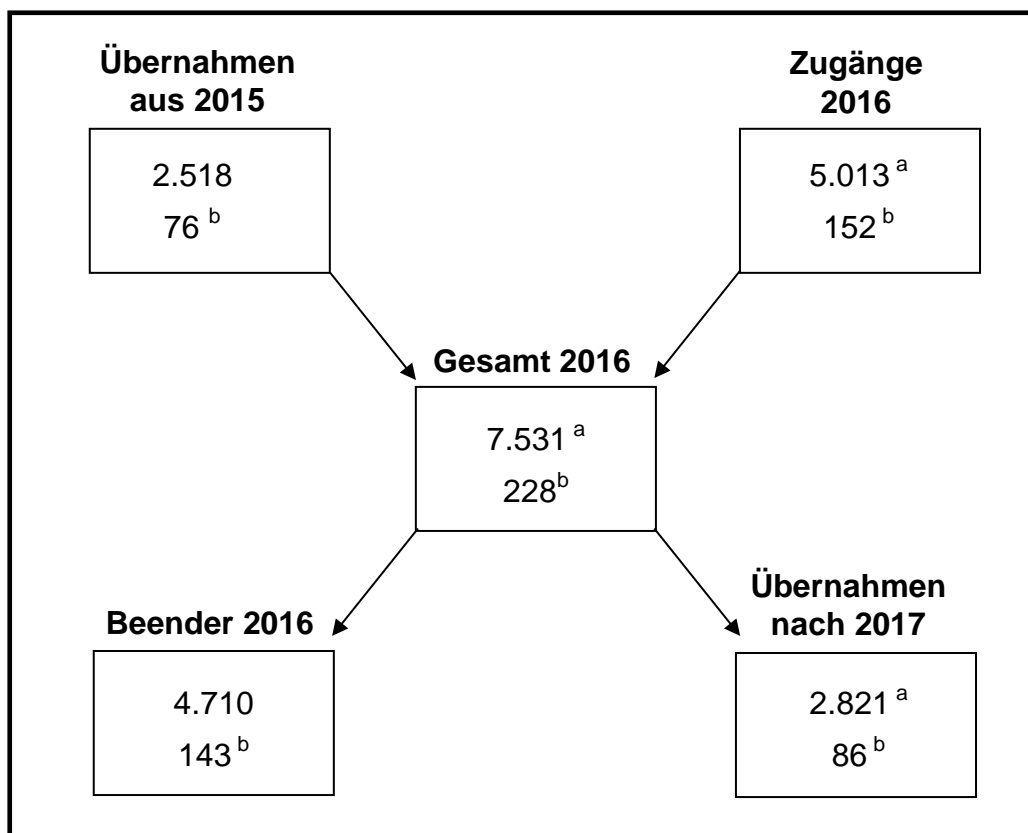 Übernahmen
aus 2015
2.518
76 b
Zugänge
2016
5.013 a
152 b
Gesamt 2016
7.531 a
228b
Beender 2016
4.710
143 b
Übernahmen
nach 2017
2.821 a
86 b